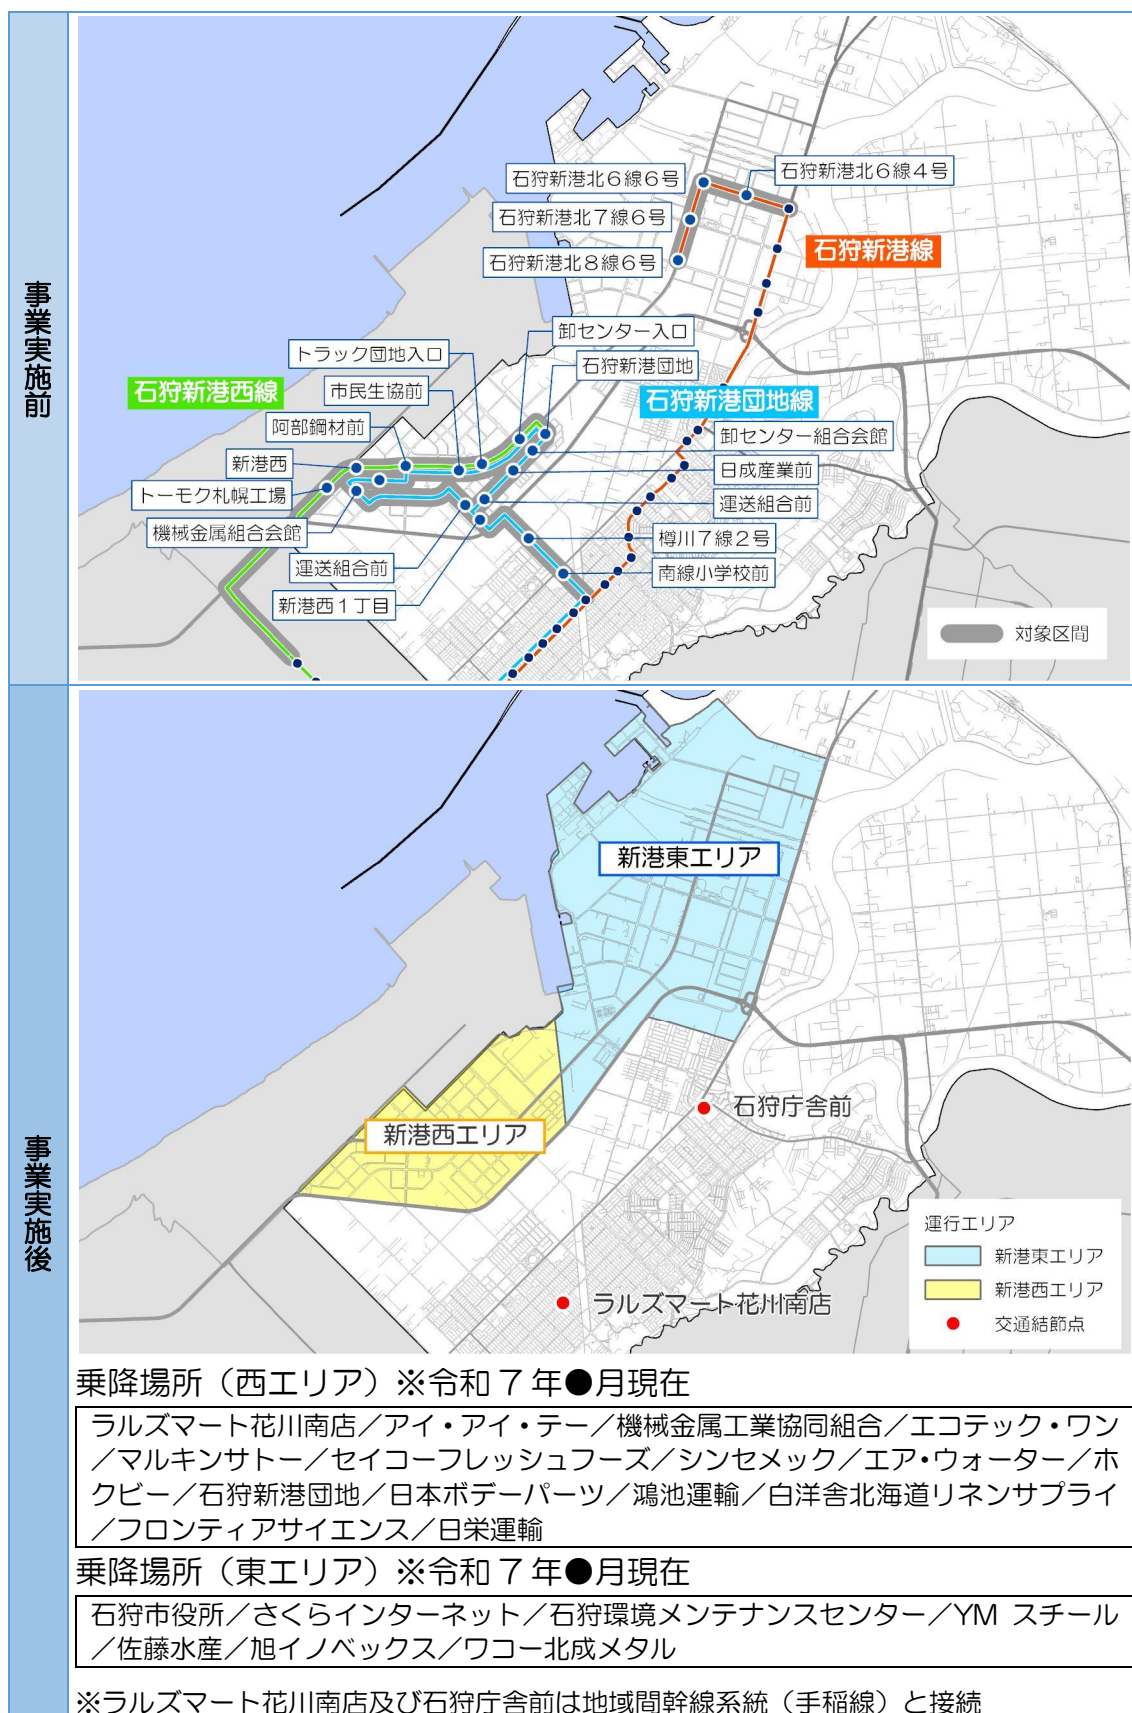 事業実施前
石狩新港北6線6号
石狩新港北6線4号
石狩新港北7線6号
石狩新港線
石狩新港北8線6号
卸センター入口
トラック団地入口
石狩新港団地
石狩新港西線
市民生協前
石狩新港団地線
阿部鋼材前
卸センター組合会館
新港西
日成産業前
トーモク札幌工場
運送組合前
機械金属組合会館
樽川7線2号
運送組合前
南線小学校前
新港西1丁目
対象区間
事業実施後
新港東エリア
石狩庁舎前
新港西エリア
運行エリア
新港東エリア
新港西エリア
ラルズマート花川南店
交通結節点
乗降場所（西エリア）※令和7年●月現在
ラルズマート花川南店／アイ・アイ・テー／機械金属工業協同組合／エコテック・ワン
／マルキンサトー／セイコーフレッシュフーズ／シンセメック／エア・ウォーター／ホ
クビー／石狩新港団地／日本ボデーパーツ／鴻池運輸／白洋舎北海道リネンサプライ
／フロンティアサイエンス／日栄運輸
乗降場所（東エリア）※令和7年●月現在
石狩市役所／さくらインターネット／石狩環境メンテナンスセンター／YM スチール
／佐藤水産／旭イノベックス／ワコー北成メタル
※ラルズマート花川南店及び石狩庁舎前は地域間幹線系統（手稲線）と接続